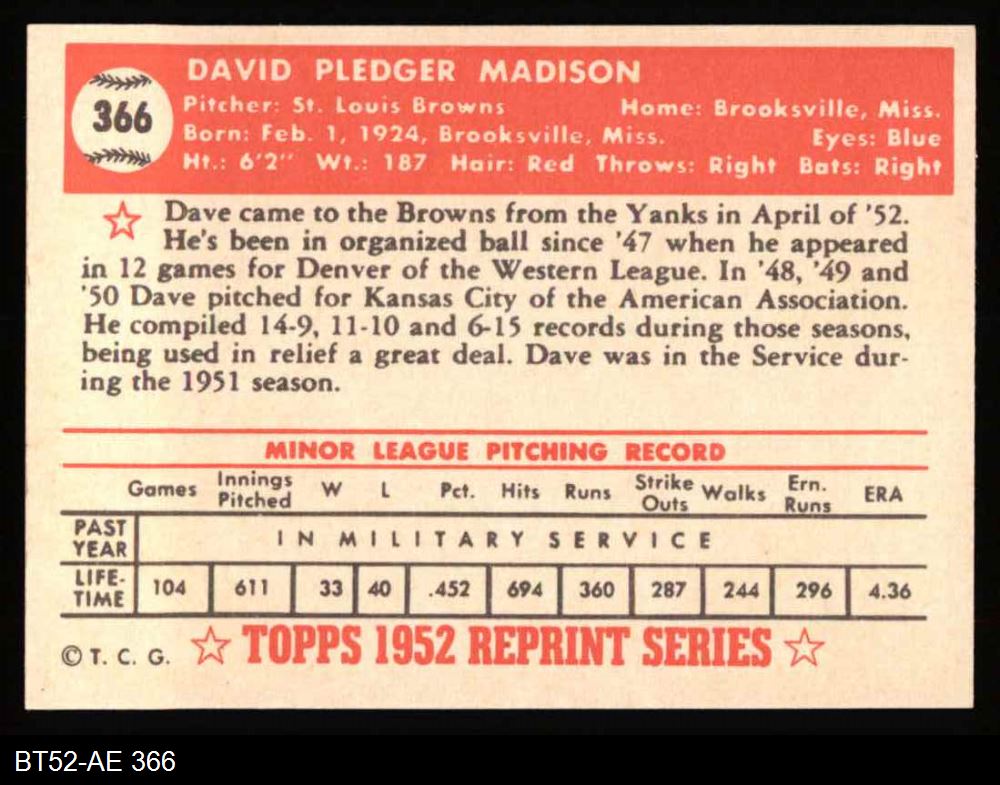 366
DAVID PLEDGER MADISON
Pitcher: St. Louis Browns Home: Brooksville, Miss.
Born: Feb. 1, 1924, Brooksville, Miss. Eyes: Blue
Ht.: 6'2" Wt.: 187 Hair: Red Throws: Right Bats: Right
Dave came to the Browns from the Yanks in April of '52.
He's been in organized ball since '47 when he appeared
in 12 games for Denver of the Western League. In '48, '49 and
'50 Dave pitched for Kansas City of the American Association.
He compiled 14-9, 11-10 and 6-15 records during those seasons,
being used in relief a great deal. Dave was in the Service dur-
ing the 1951 season.
MINOR LEAGUE PITCHING RECORD
Games Innings Pitched W L Pct. Hits Runs Strike Outs Walks Ern. Runs ERA
PAST YEAR IN MILITARY SERVICE
LIFE-TIME 104 611 33 40 .452 694 360 287 244 296 4.36
© T. C. G. TOPPS 1952 REPRINT SERIES
BT52-AE 366